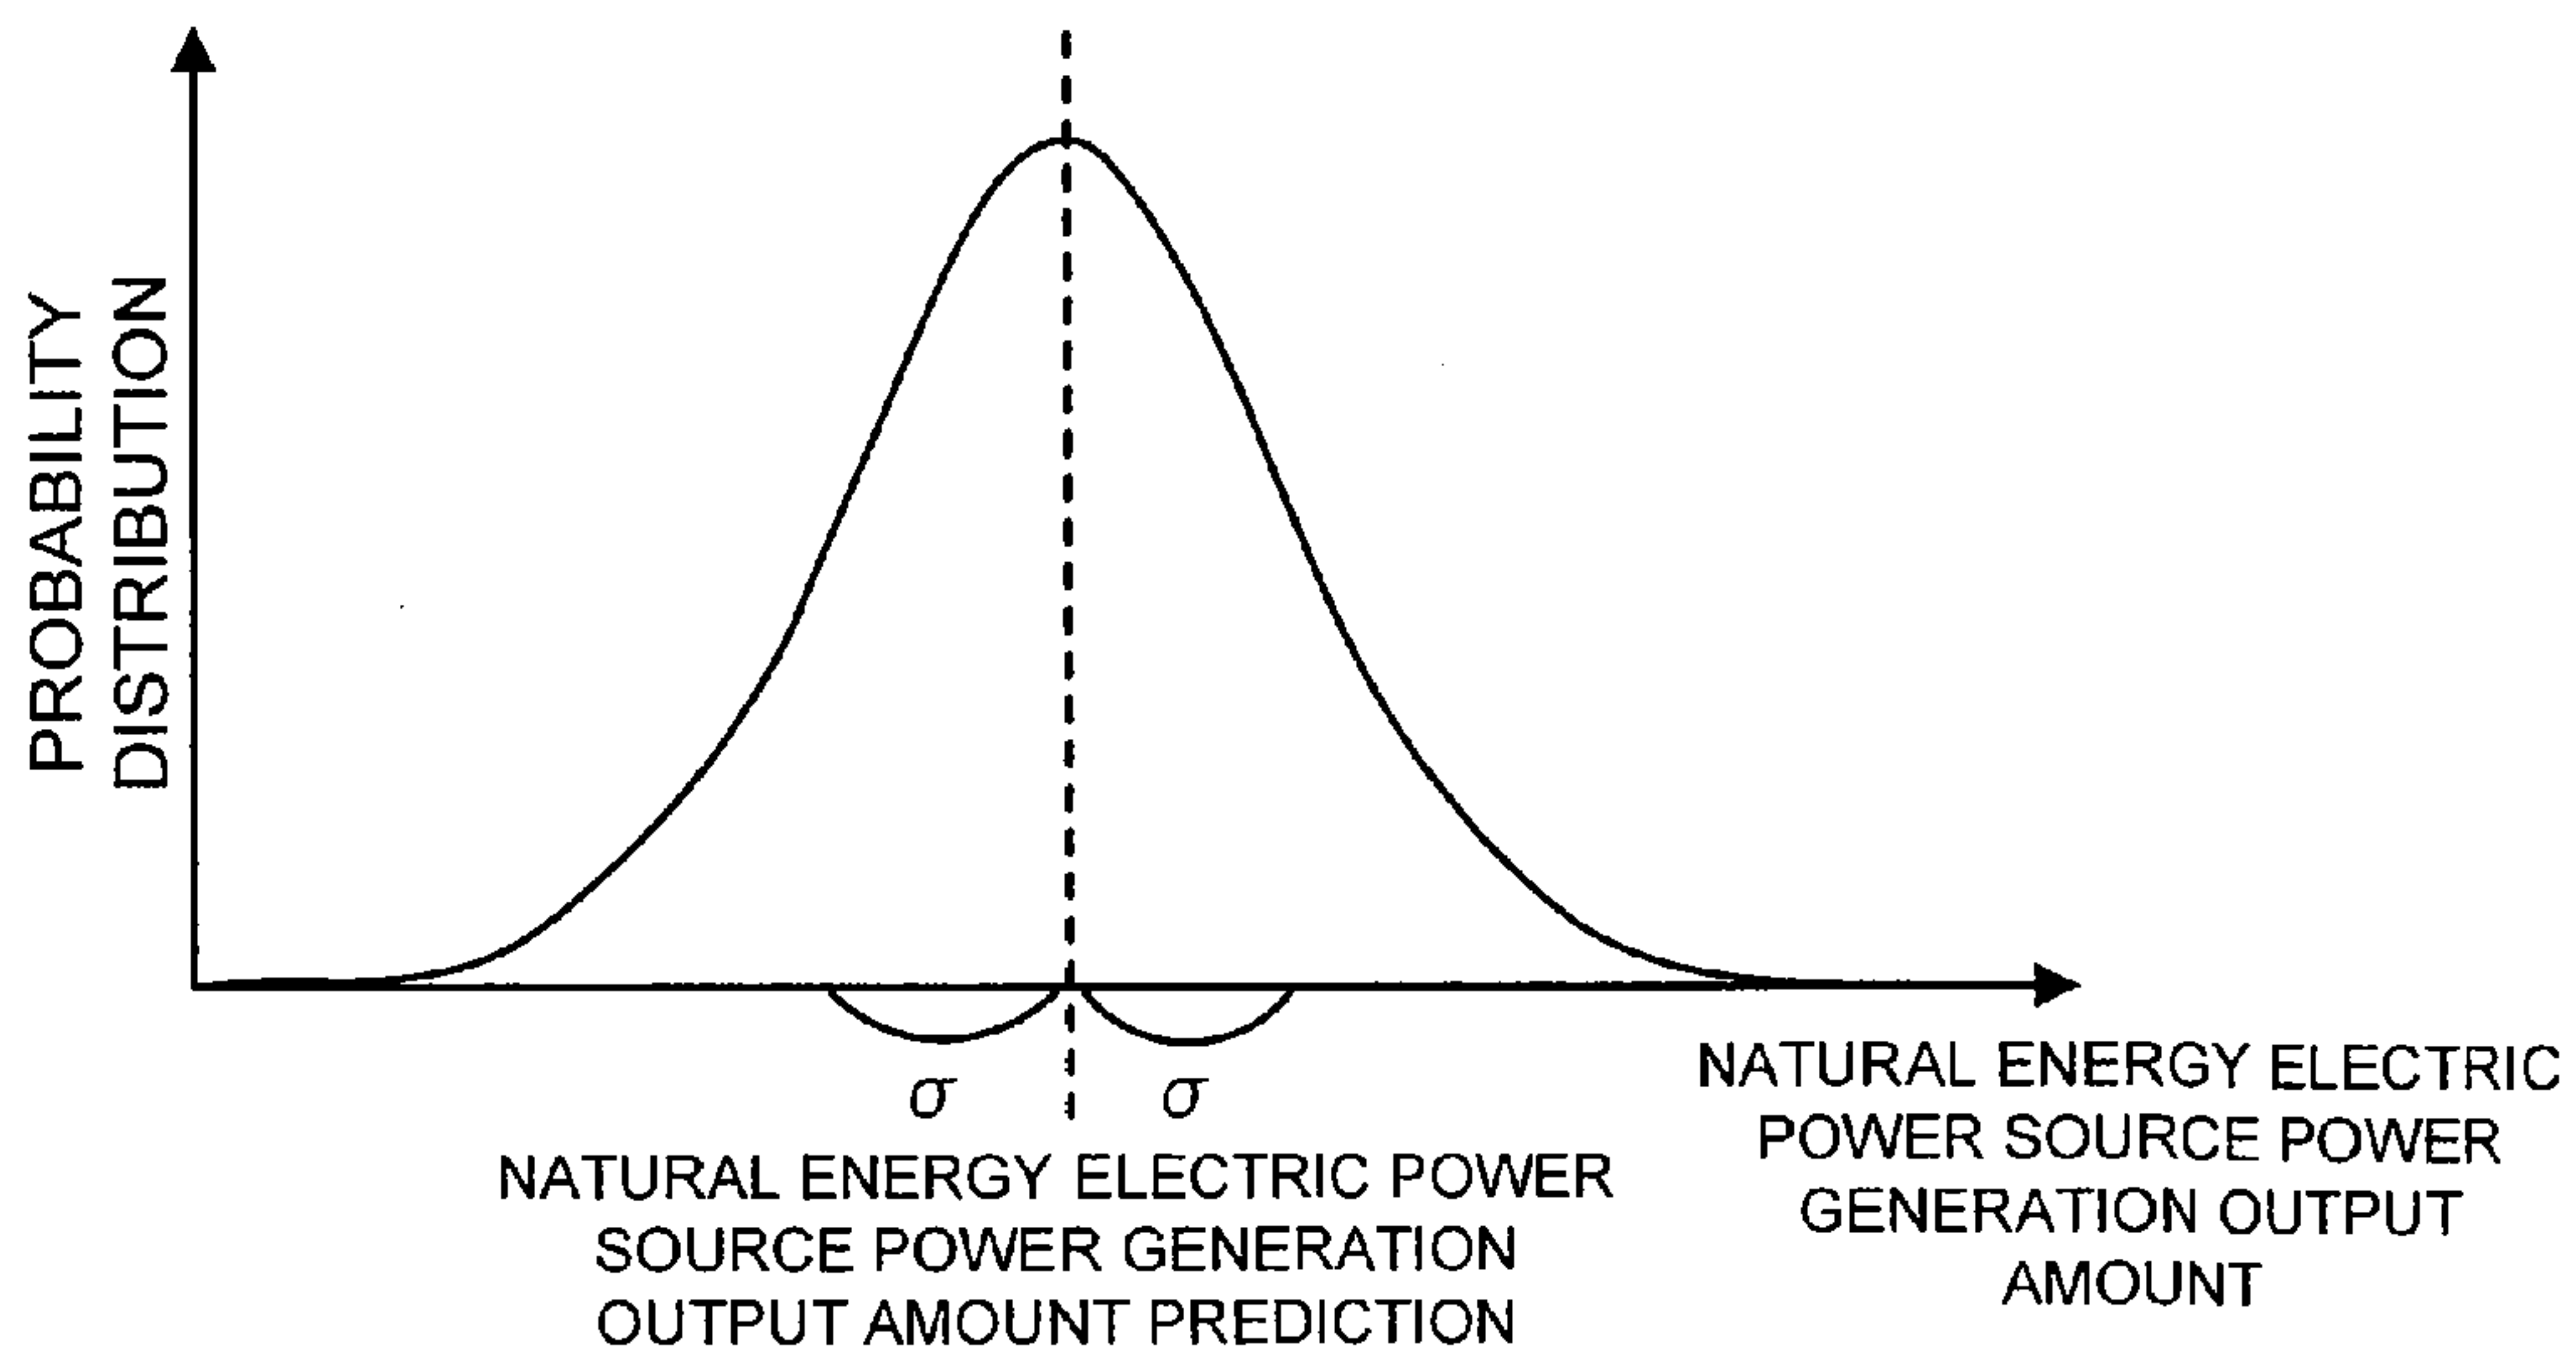 PROBABILITY
DISTRIBUTION
σ
σ
NATURAL ENERGY ELECTRIC POWER
SOURCE POWER GENERATION
OUTPUT AMOUNT PREDICTION
NATURAL ENERGY ELECTRIC
POWER SOURCE POWER
GENERATION OUTPUT
AMOUNT